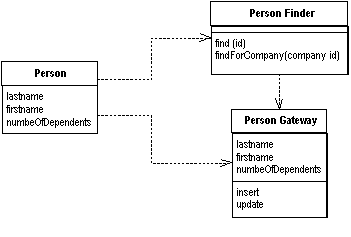 Person Finder
find (id)
findForCompany(company id)
Person
lastname
firstname
numbeOfDependents
Person Gateway
lastname
firstname
numbeOfDependents
insert
update